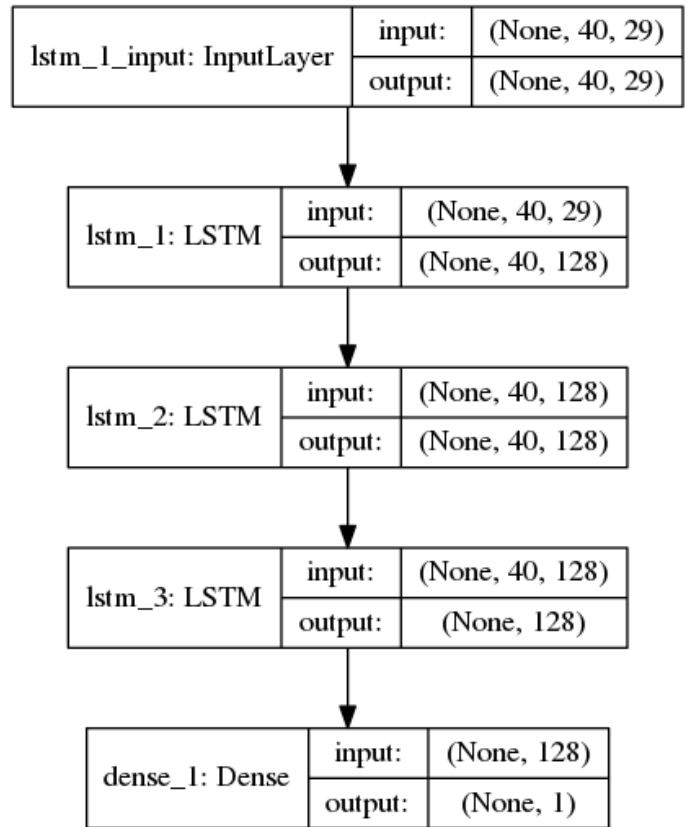 lstm_1_input: InputLayer
input: (None, 40, 29)
output: (None, 40, 29)
lstm_1: LSTM
input: (None, 40, 29)
output: (None, 40, 128)
lstm_2: LSTM
input: (None, 40, 128)
output: (None, 40, 128)
lstm_3: LSTM
input: (None, 40, 128)
output: (None, 128)
dense_1: Dense
input: (None, 128)
output: (None, 1)